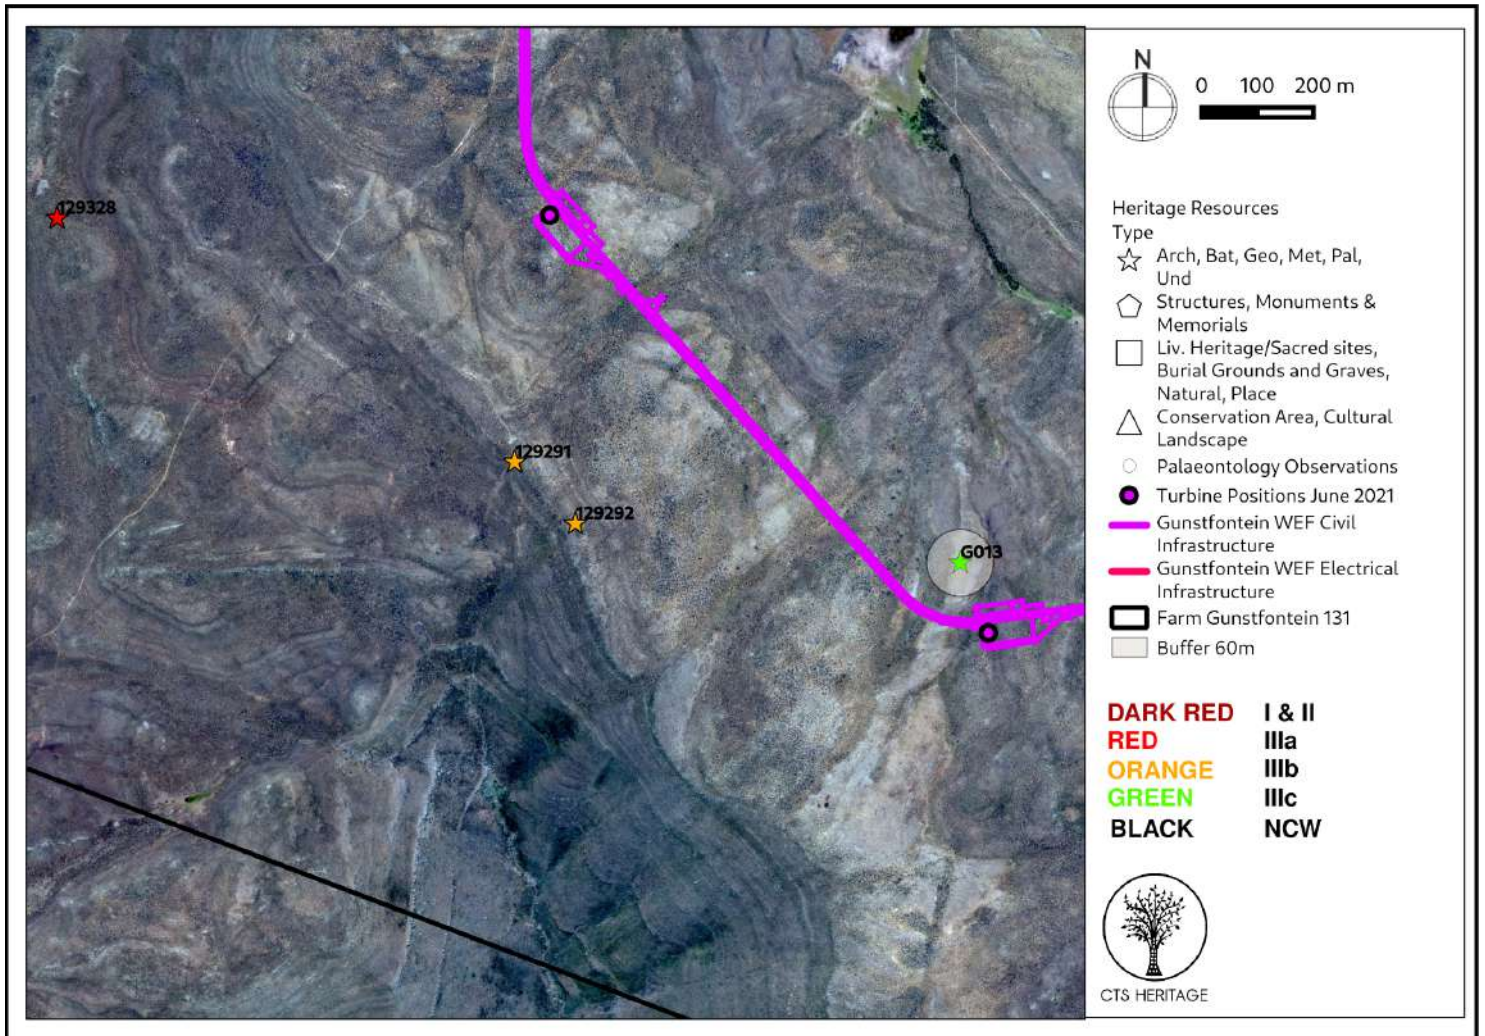 129328
129291
129292
G013
N
0 100 200 m
Heritage Resources
Type
Arch, Bat, Geo, Met, Pal,
Und
Structures, Monuments &
Memorials
Liv. Heritage/Sacred sites,
Burial Grounds and Graves,
Natural, Place
Conservation Area, Cultural
Landscape
Palaeontology Observations
Turbine Positions June 2021
Gunstfontein WEF Civil
Infrastructure
Gunstfontein WEF Electrical
Infrastructure
Farm Gunstfontein 131
Buffer 60m
DARK RED I & II
RED IIIa
ORANGE IIIb
GREEN IIIc
BLACK NCW
CTS HERITAGE